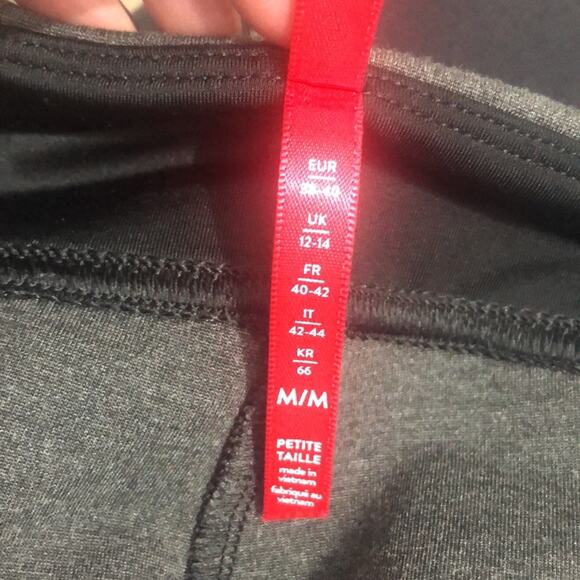 EUR
38-40
UK
12-14
FR
40-42
IT
42-44
KR
66
M/M
PETITE
TAILLE
made in
vietnam
fabriqué au
vietnam